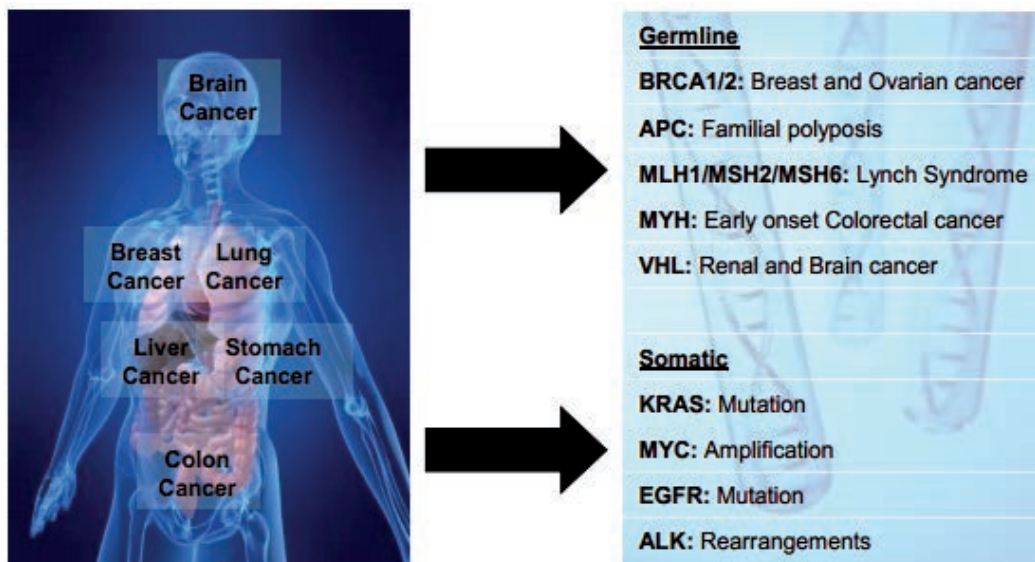 Brain
Cancer
Breast
Cancer
Lung
Cancer
Liver
Cancer
Stomach
Cancer
Colon
Cancer
Germline
BRCA1/2: Breast and Ovarian cancer
APC: Familial polyposis
MLH1/MSH2/MSH6: Lynch Syndrome
MYH: Early onset Colorectal cancer
VHL: Renal and Brain cancer
Somatic
KRAS: Mutation
MYC: Amplification
EGFR: Mutation
ALK: Rearrangements